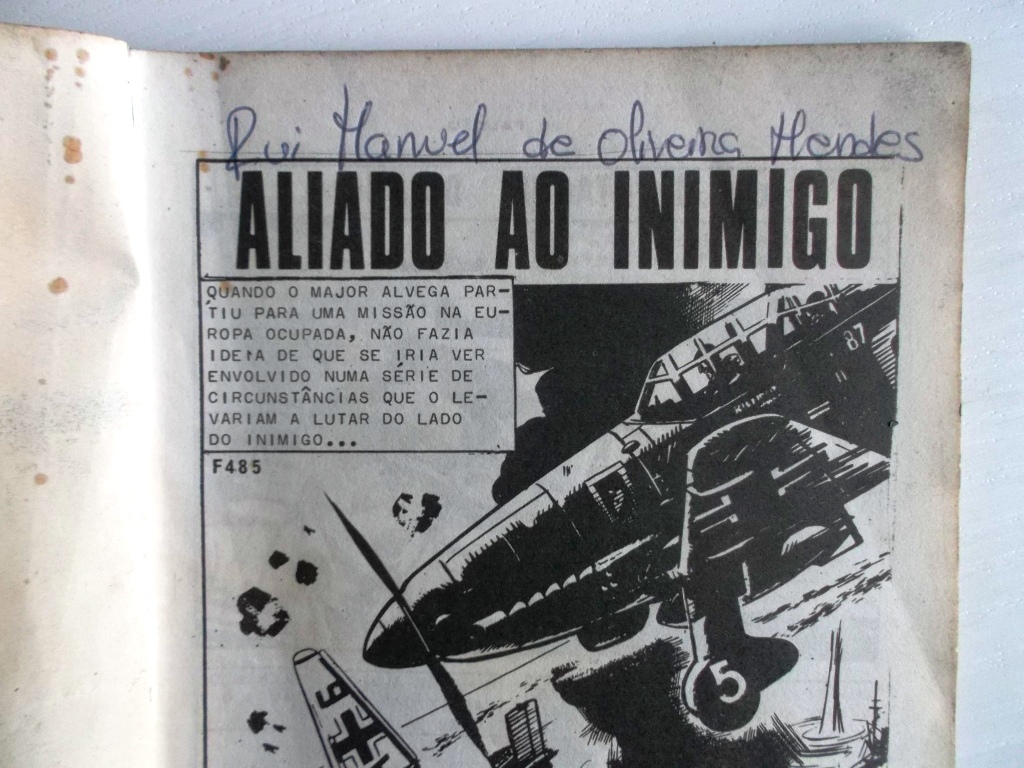 Rui Manuel de Oliveira Mendes
ALIADO AO INIMIGO
QUANDO O MAJOR ALVEGA PAR-
TIU PARA UMA MISSÃO NA EU-
ROPA OCUPADA, NÃO FAZIA
IDEIA DE QUE SE IRIA VER
ENVOLVIDO NUMA SÉRIE DE
CIRCUNSTÂNCIAS QUE O LE-
VARIAM A LUTAR DO LADO
DO INIMIGO...
F485
87
5